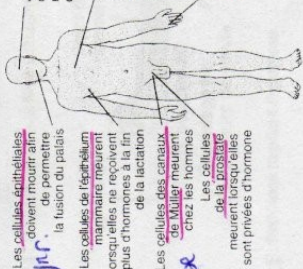 Les cellules épithéliales
doivent mourir afin
de permettre
la fusion du palais
Les cellules de l'épithélium
mammaire meurent
lorsqu'elles ne reçoivent
plus d'hormones à la fin
de la lactation
Les cellules des canaux
de Müller meurent
chez les hommes
Les cellules
de la prostate
meurent lorsqu'elles
sont privées d'hormone